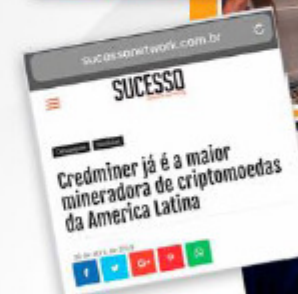 sucessonetwork.com.br
SUCESSO
Credminer já é a maior
mineradora de criptomoedas
da America Latina